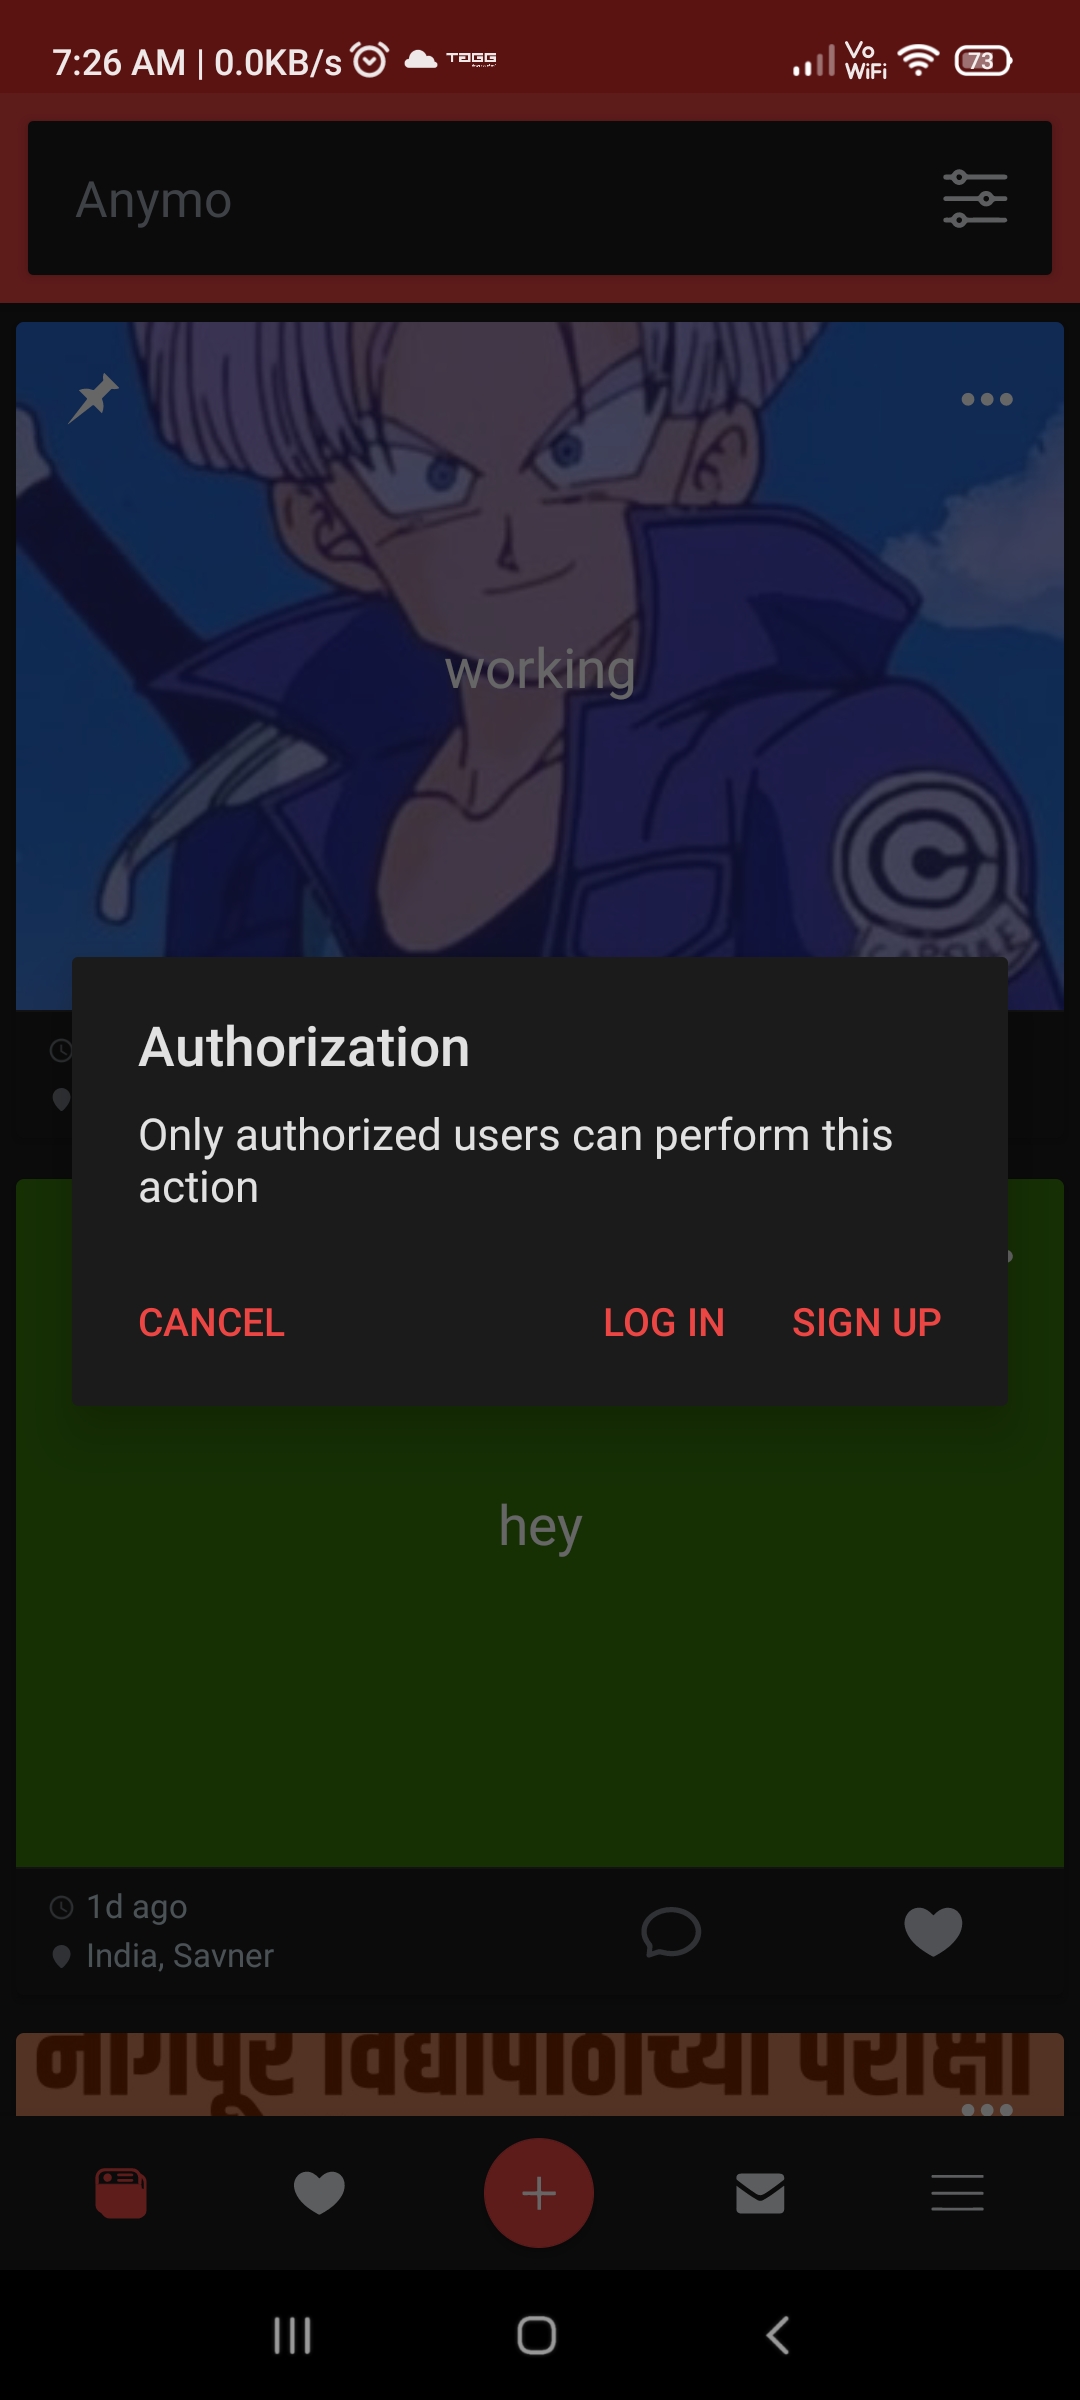 7:26 AM | 0.0KB/s TAGG Vo WiFi 73
Anymo
working
Authorization
Only authorized users can perform this
action
CANCEL LOG IN SIGN UP
hey
1d ago
India, Savner
नागपूर विद्यापीठाच्या परीक्षा